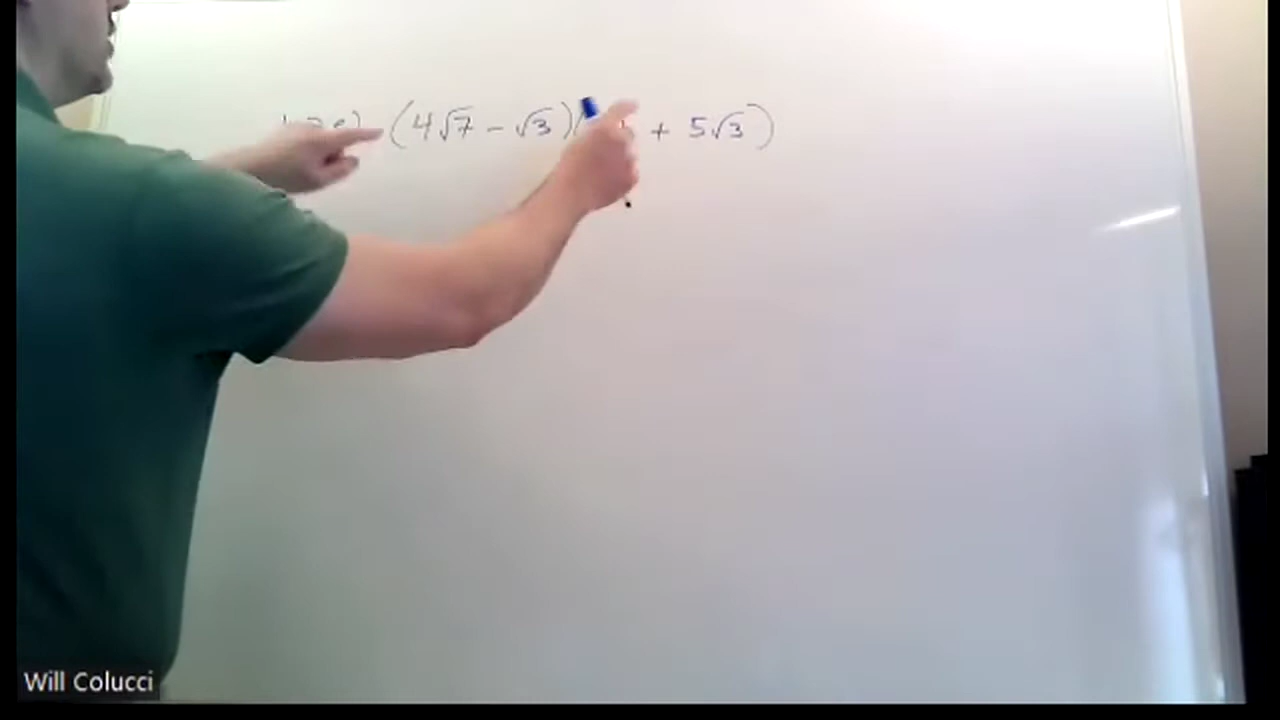 (4√7 - √3)( + 5√3)
Will Colucci